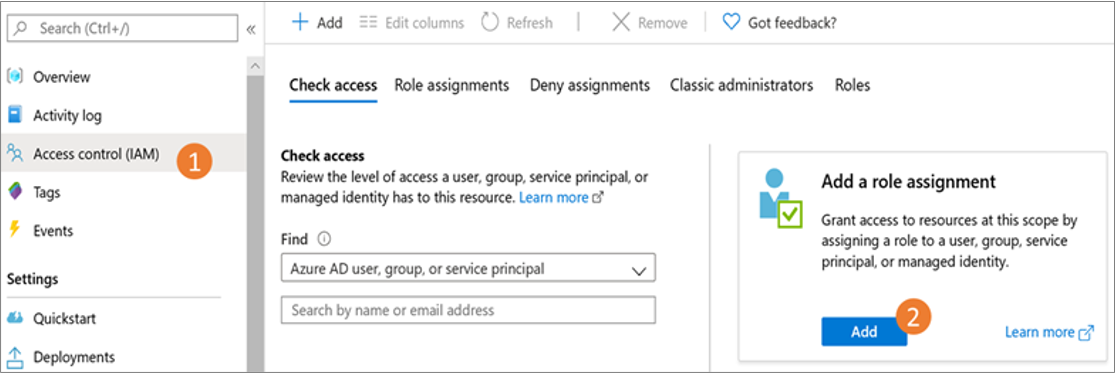 Search (Ctrl+/)
«
Overview
Activity log
Access control (IAM)
1
Tags
Events
Settings
Quickstart
Deployments
+ Add
Edit columns
Refresh
Remove
Got feedback?
Check access
Role assignments
Deny assignments
Classic administrators
Roles
Check access
Review the level of access a user, group, service principal, or
managed identity has to this resource. Learn more
Find
Azure AD user, group, or service principal
Search by name or email address
Add a role assignment
Grant access to resources at this scope by
assigning a role to a user, group, service
principal, or managed identity.
Add
2
Learn more